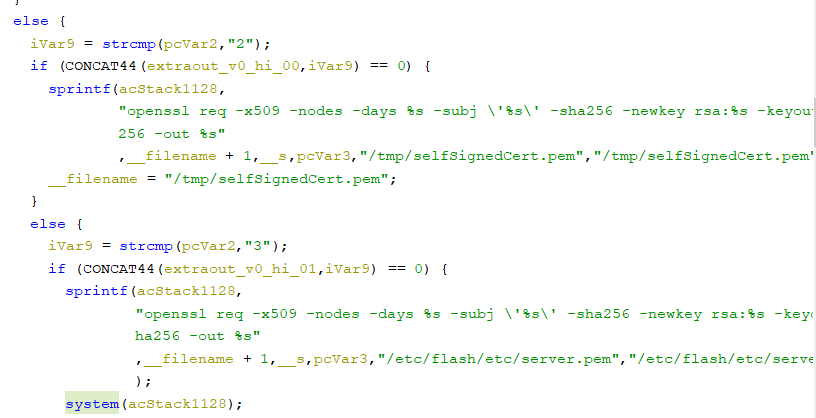 else {
iVar9 = strcmp(pcVar2,"2");
if (CONCAT44(extraout_v0_hi_00,iVar9) == 0) {
sprintf(acStack1128,
"openssl req -x509 -nodes -days %s -subj \'%s\' -sha256 -newkey rsa:%s -keyou
256 -out %s"
,__filename + 1,__s,pcVar3,"/tmp/selfSignedCert.pem","/tmp/selfSignedCert.pem"
__filename = "/tmp/selfSignedCert.pem";
}
else {
iVar9 = strcmp(pcVar2,"3");
if (CONCAT44(extraout_v0_hi_01,iVar9) == 0) {
sprintf(acStack1128,
"openssl req -x509 -nodes -days %s -subj \'%s\' -sha256 -newkey rsa:%s -keyo
ha256 -out %s"
,__filename + 1,__s,pcVar3,"/etc/flash/etc/server.pem","/etc/flash/etc/serve
);
system(acStack1128);